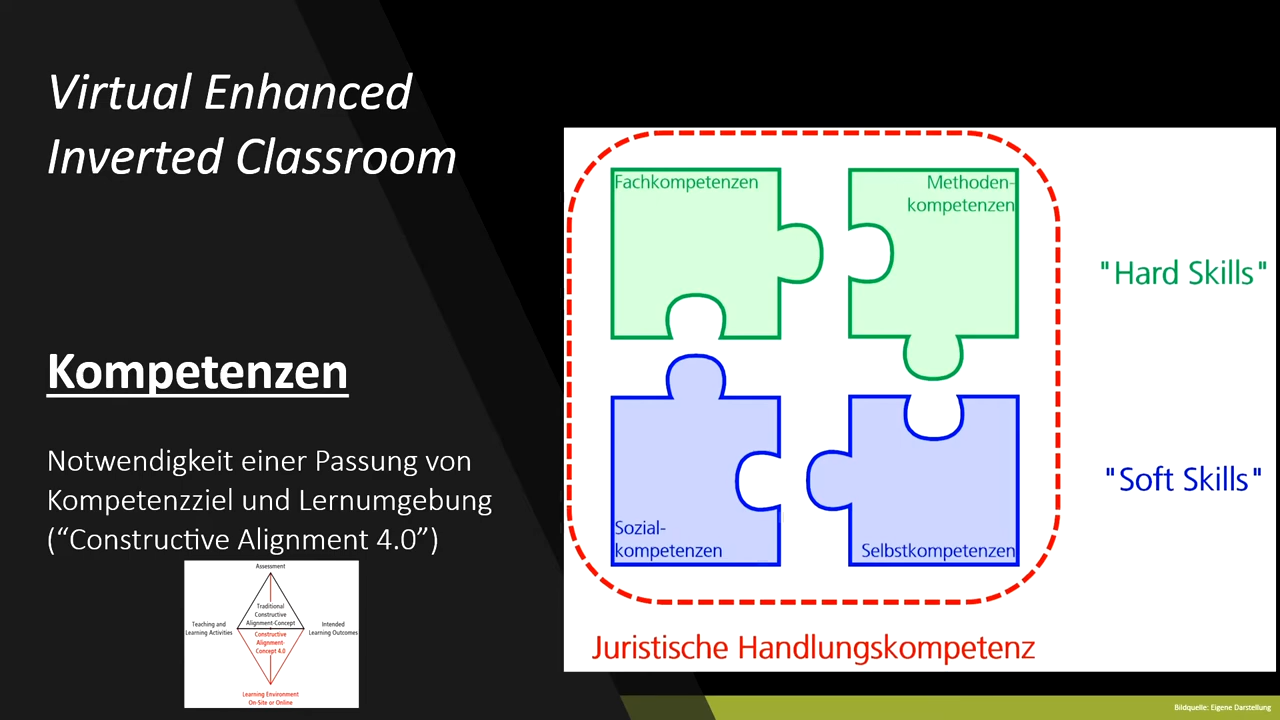 Virtual Enhanced
Inverted Classroom
Kompetenzen
Notwendigkeit einer Passung von
Kompetenzziel und Lernumgebung
(“Constructive Alignment 4.0”)
Assessment
Traditional
Constructive
Alignment-Concept
Teaching and
Learning Activities
Intended
Learning Outcomes
Constructive
Alignment-
Concept 4.0
Learning Environment
On-Site or Online
Fachkompetenzen
Methoden-
kompetenzen
"Hard Skills"
Sozial-
kompetenzen
Selbstkompetenzen
"Soft Skills"
Juristische Handlungskompetenz
Bildquelle: Eigene Darstellung